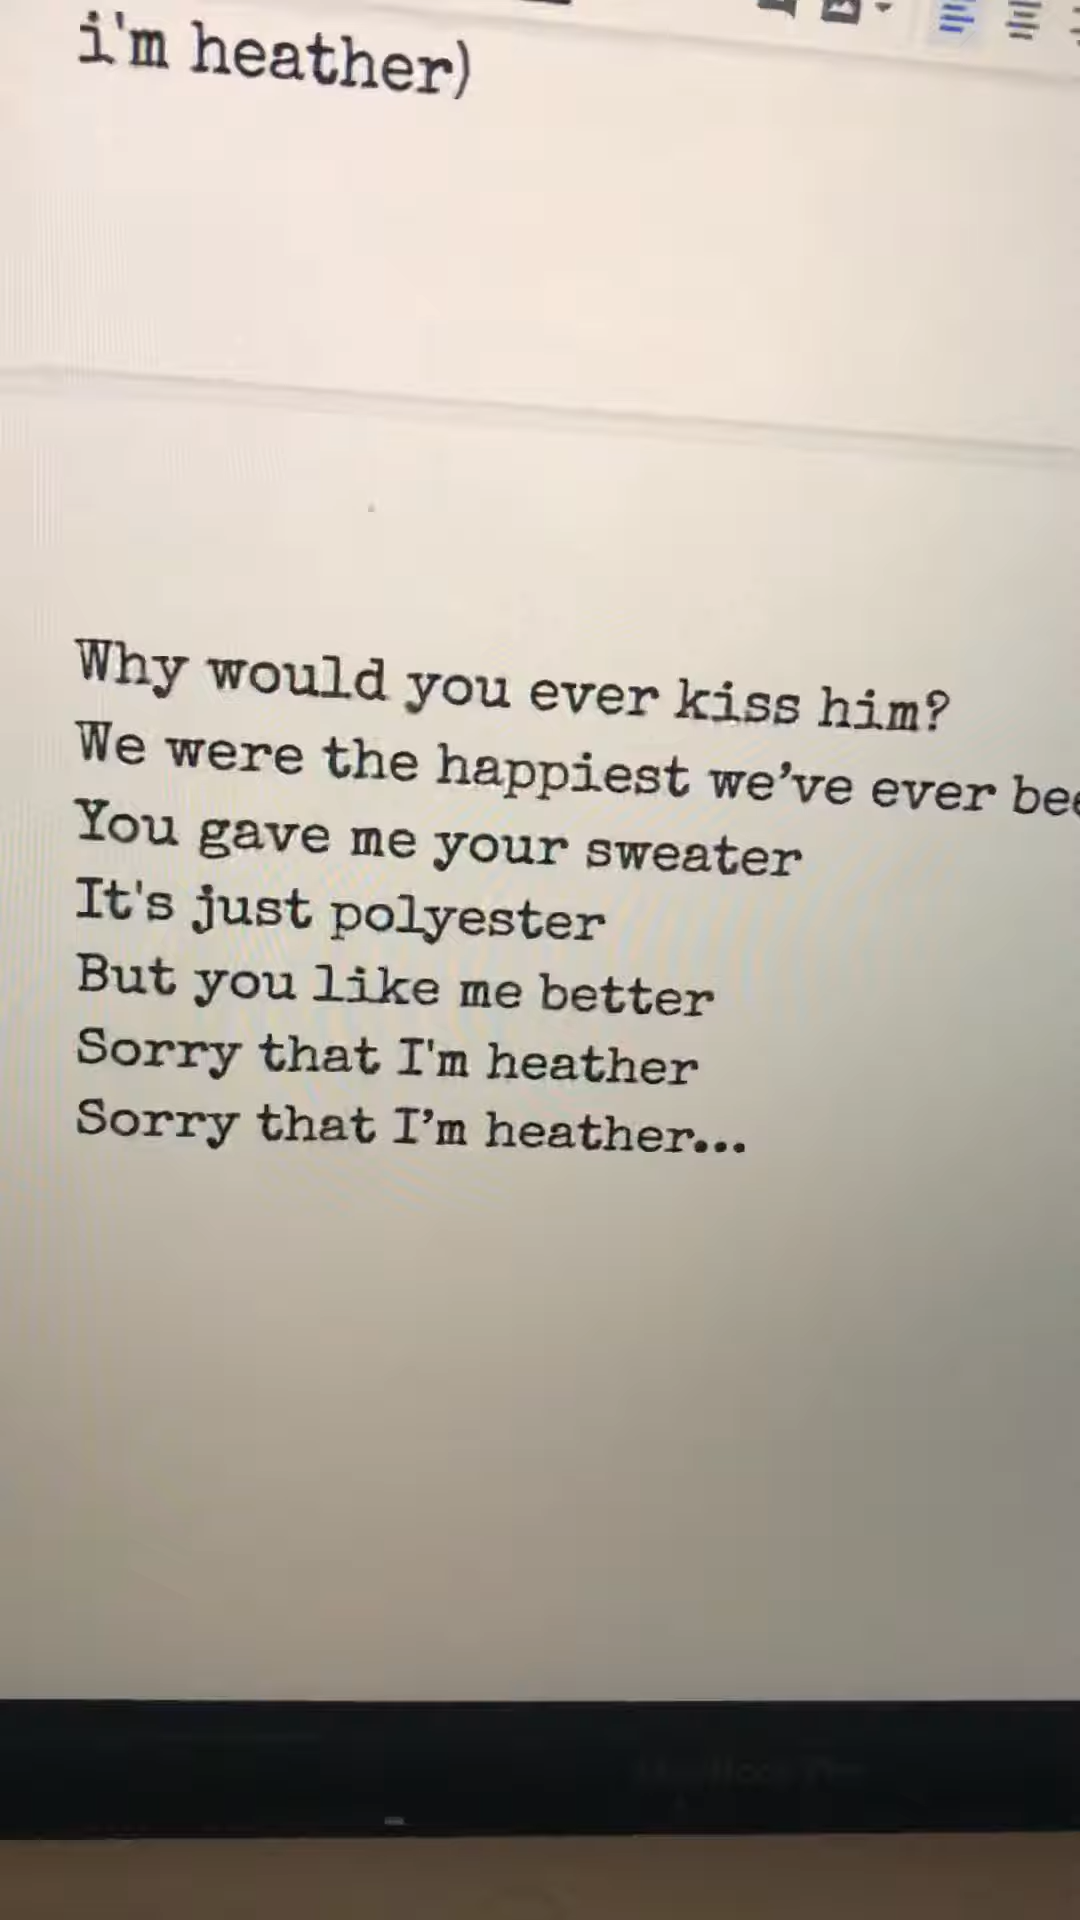 i'm heather)
Why would you ever kiss him?
We were the happiest we’ve ever
You gave me your sweater
It's just polyester
But you like me better
Sorry that I'm heather
Sorry that I’m heather...